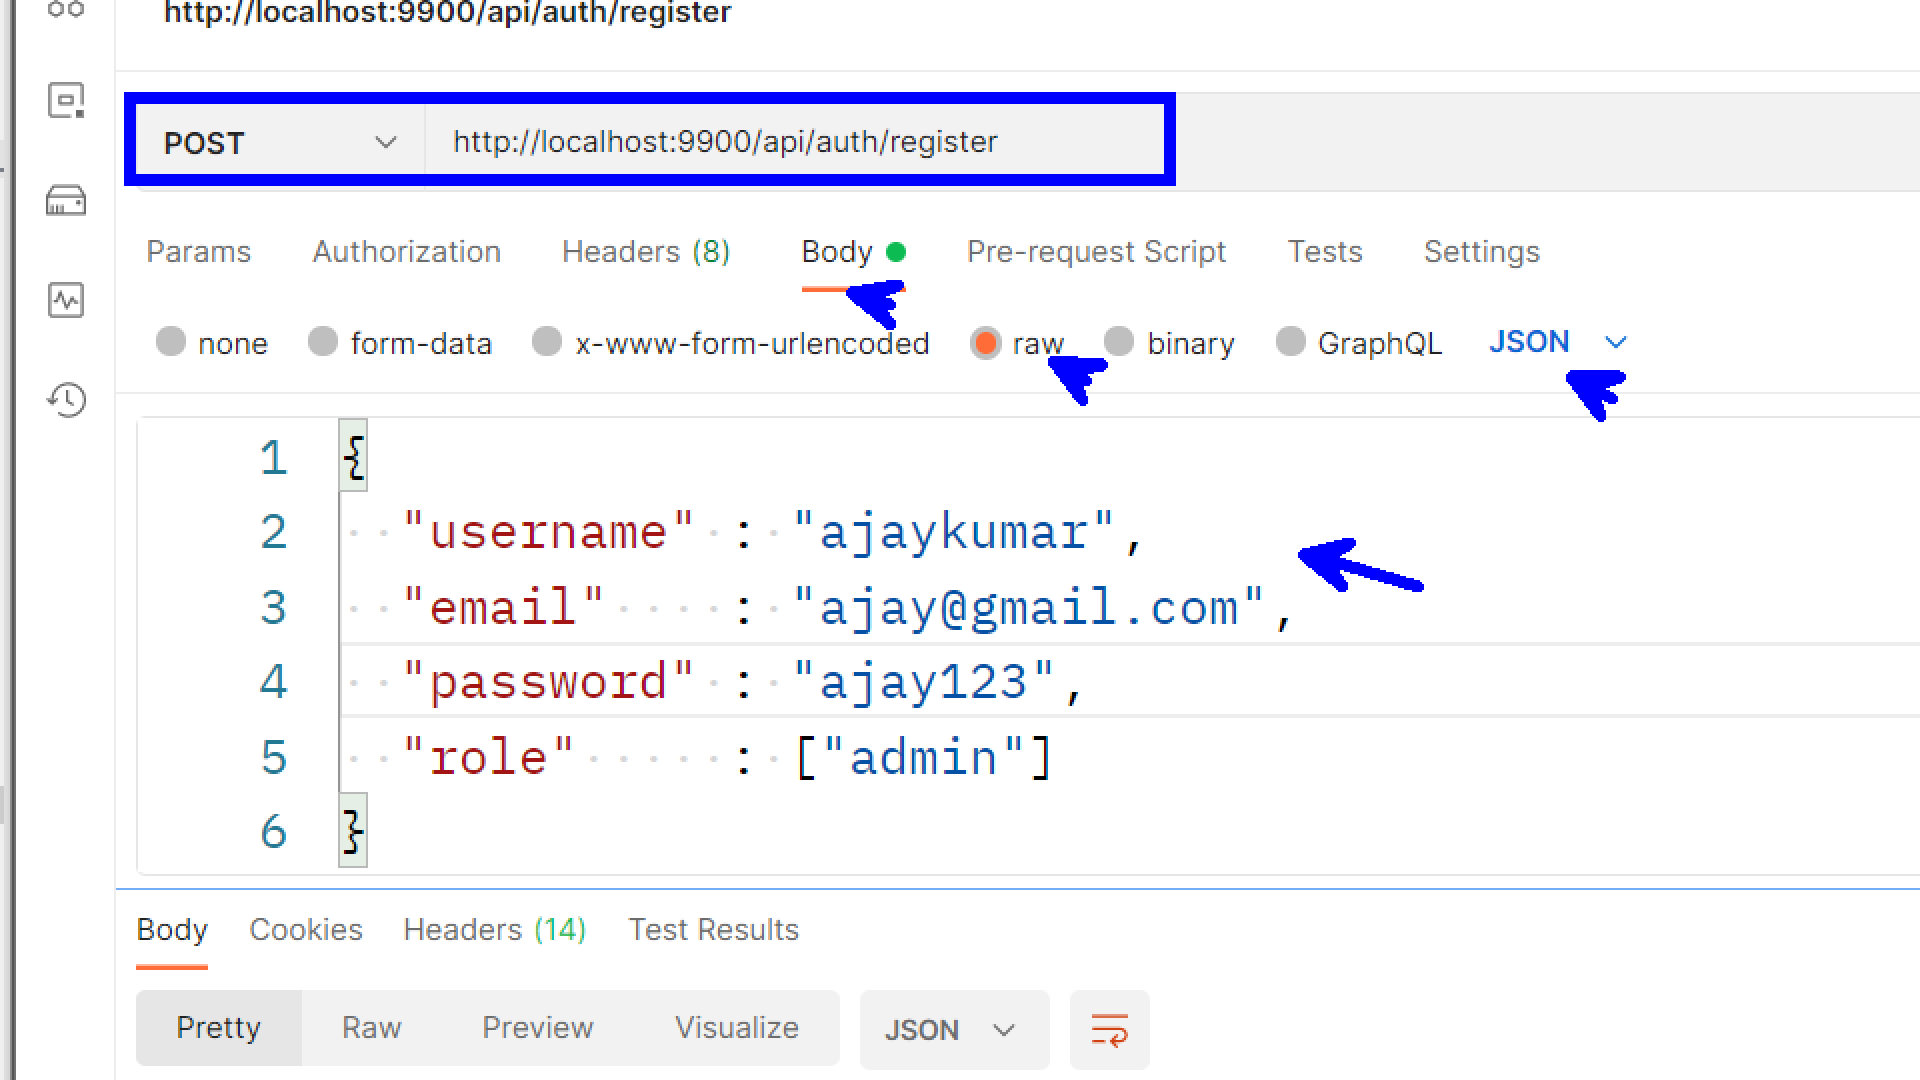 http://localhost:9900/api/auth/register
POST http://localhost:9900/api/auth/register
Params Authorization Headers (8) Body Pre-request Script Tests Settings
none form-data x-www-form-urlencoded raw binary GraphQL JSON
1 {
2 "username" : "ajaykumar",
3 "email" : "ajay@gmail.com",
4 "password" : "ajay123",
5 "role" : ["admin"]
6 }
Body Cookies Headers (14) Test Results
Pretty Raw Preview Visualize JSON